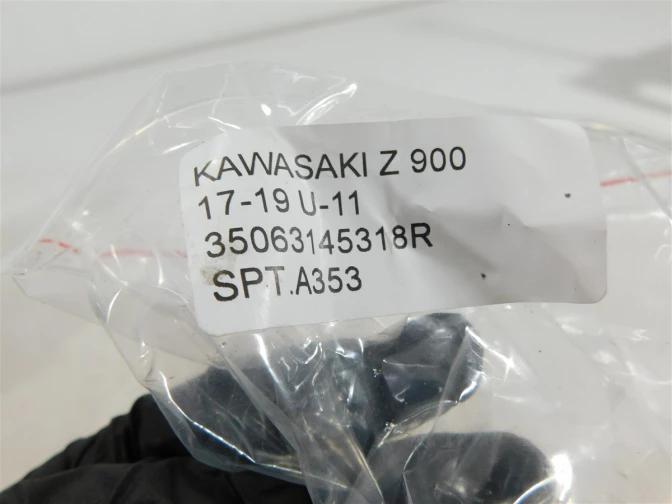 KAWASAKI Z 900
17-19 U-11
35063145318R
SPT.A353